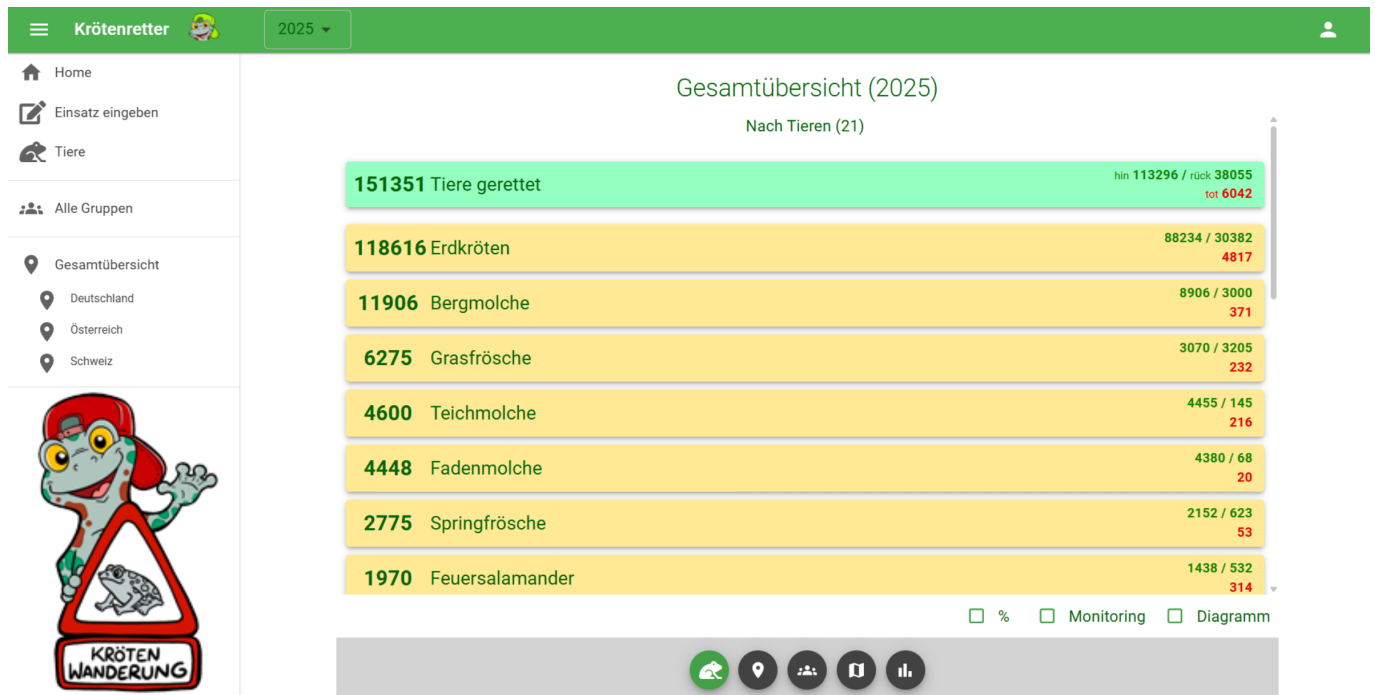 Krötenretter
2025
Home
Einsatz eingeben
Tiere
Alle Gruppen
Gesamtübersicht
Deutschland
Österreich
Schweiz
KRÖTEN
WANDERUNG
Gesamtübersicht (2025)
Nach Tieren (21)
151351 Tiere gerettet hin 113296 / rück 38055
tot 6042
118616 Erdkröten 88234 / 30382
4817
11906 Bergmolche 8906 / 3000
371
6275 Grasfrösche 3070 / 3205
232
4600 Teichmolche 4455 / 145
216
4448 Fadenmolche 4380 / 68
20
2775 Springfrösche 2152 / 623
53
1970 Feuersalamander 1438 / 532
314
% Monitoring Diagramm